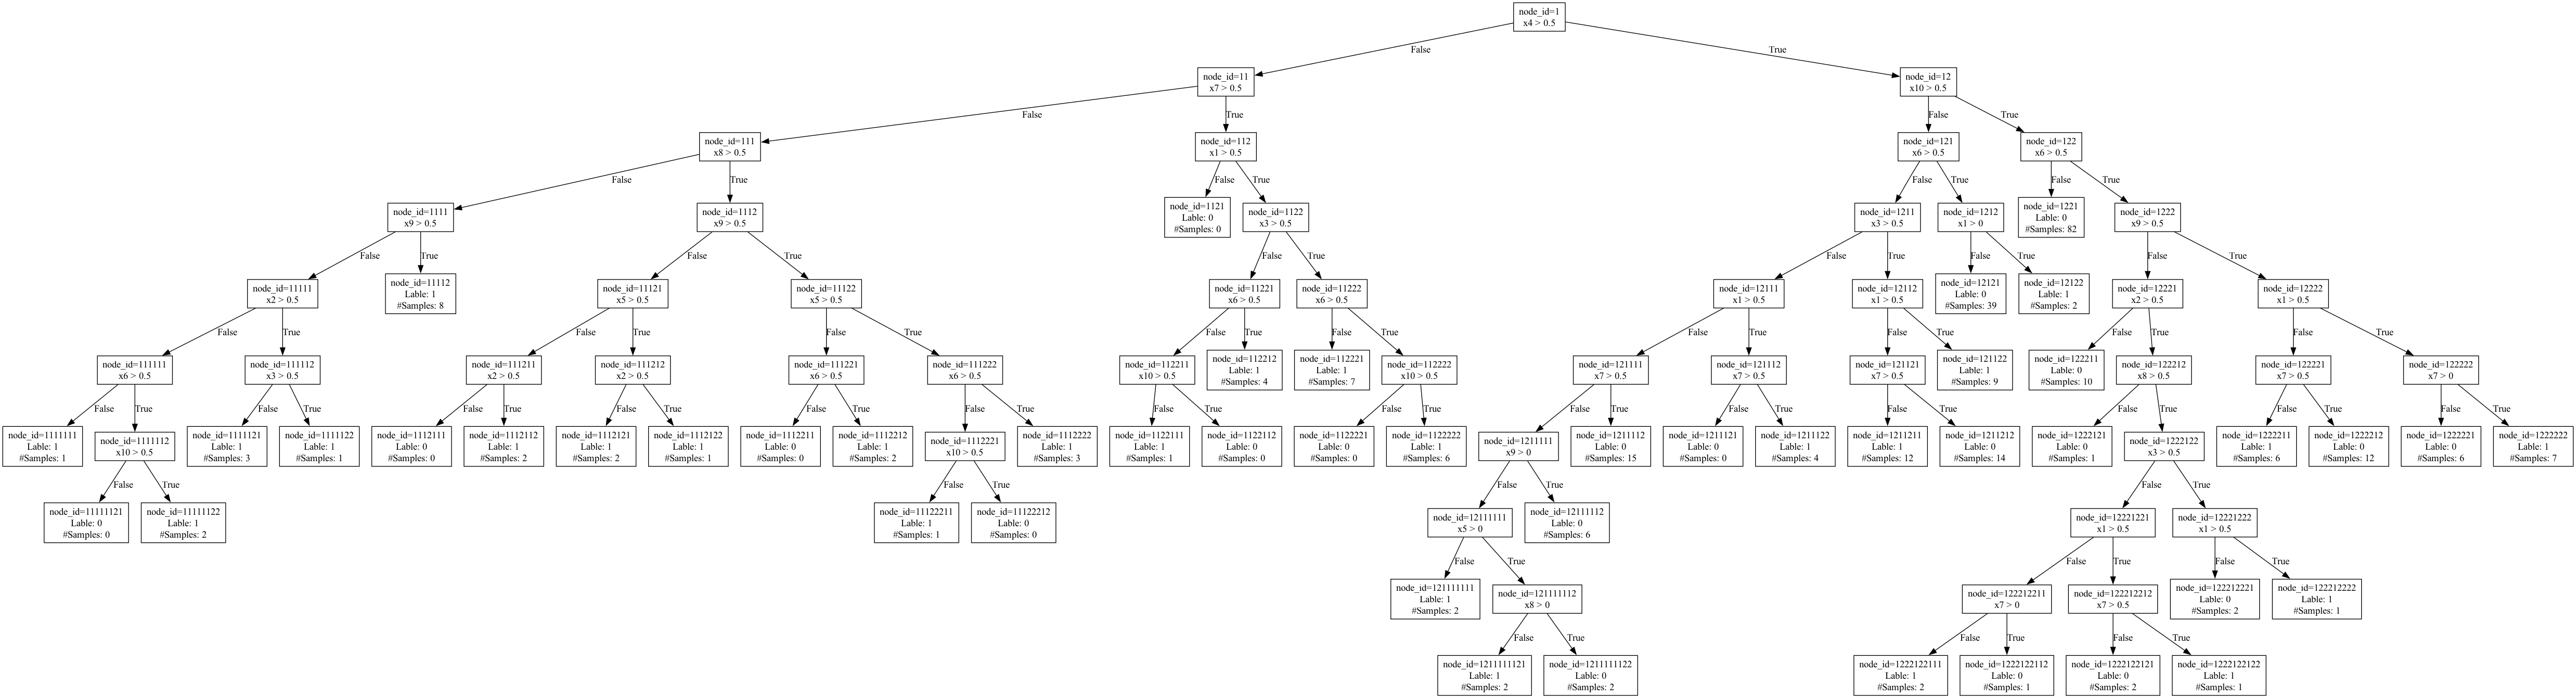 node_id=1
x4 > 0.5
False
True
node_id=11
x7 > 0.5
node_id=12
x10 > 0.5
False
True
False
True
node_id=111
x8 > 0.5
node_id=112
x1 > 0.5
node_id=121
x6 > 0.5
node_id=122
x6 > 0.5
False
True
False
True
False
True
False
True
node_id=1111
x9 > 0.5
node_id=1112
x9 > 0.5
node_id=1121
Lable: 0
#Samples: 0
node_id=1122
x3 > 0.5
node_id=1211
x3 > 0.5
node_id=1212
x1 > 0
node_id=1221
Lable: 0
#Samples: 82
node_id=1222
x9 > 0.5
False
True
False
True
False
True
False
True
False
True
False
True
node_id=11111
x2 > 0.5
node_id=11112
Lable: 1
#Samples: 8
node_id=11121
x5 > 0.5
node_id=11122
x5 > 0.5
node_id=11221
x6 > 0.5
node_id=11222
x6 > 0.5
node_id=12111
x1 > 0.5
node_id=12112
x1 > 0.5
node_id=12121
Lable: 0
#Samples: 39
node_id=12122
Lable: 1
#Samples: 2
node_id=12221
x2 > 0.5
node_id=12222
x1 > 0.5
False
True
False
True
False
True
False
True
False
True
False
True
False
True
False
True
False
True
node_id=111111
x6 > 0.5
node_id=111112
x3 > 0.5
node_id=111211
x2 > 0.5
node_id=111212
x2 > 0.5
node_id=111221
x6 > 0.5
node_id=111222
x6 > 0.5
node_id=112211
x10 > 0.5
node_id=112212
Lable: 1
#Samples: 4
node_id=112221
Lable: 1
#Samples: 7
node_id=112222
x10 > 0.5
node_id=121111
x7 > 0.5
node_id=121112
x7 > 0.5
node_id=121121
x7 > 0.5
node_id=121122
Lable: 1
#Samples: 9
node_id=122211
Lable: 0
#Samples: 10
node_id=122212
x8 > 0.5
node_id=122221
x7 > 0.5
node_id=122222
x7 > 0
False
True
False
True
False
True
False
True
False
True
False
True
False
True
False
True
False
True
False
True
False
True
False
True
False
True
False
True
node_id=1111111
Lable: 1
#Samples: 1
node_id=1111112
x10 > 0.5
node_id=1111121
Lable: 1
#Samples: 3
node_id=1111122
Lable: 1
#Samples: 1
node_id=1112111
Lable: 0
#Samples: 0
node_id=1112112
Lable: 1
#Samples: 2
node_id=1112121
Lable: 1
#Samples: 2
node_id=1112122
Lable: 1
#Samples: 1
node_id=1112211
Lable: 0
#Samples: 0
node_id=1112212
Lable: 1
#Samples: 2
node_id=1112221
x10 > 0.5
node_id=1112222
Lable: 1
#Samples: 3
node_id=1122111
Lable: 1
#Samples: 1
node_id=1122112
Lable: 0
#Samples: 0
node_id=1122221
Lable: 0
#Samples: 0
node_id=1122222
Lable: 1
#Samples: 6
node_id=1211111
x9 > 0
node_id=1211112
Lable: 0
#Samples: 15
node_id=1211121
Lable: 0
#Samples: 0
node_id=1211122
Lable: 1
#Samples: 4
node_id=1211211
Lable: 1
#Samples: 12
node_id=1211212
Lable: 0
#Samples: 14
node_id=1222121
Lable: 0
#Samples: 1
node_id=1222122
x3 > 0.5
node_id=1222211
Lable: 1
#Samples: 6
node_id=1222212
Lable: 0
#Samples: 12
node_id=1222221
Lable: 0
#Samples: 6
node_id=1222222
Lable: 1
#Samples: 7
False
True
False
True
False
True
False
True
node_id=11111121
Lable: 0
#Samples: 0
node_id=11111122
Lable: 1
#Samples: 2
node_id=11122211
Lable: 1
#Samples: 1
node_id=11122212
Lable: 0
#Samples: 0
node_id=12111111
x5 > 0
node_id=12111112
Lable: 0
#Samples: 6
node_id=12221221
x1 > 0.5
node_id=12221222
x1 > 0.5
False
True
False
True
False
True
node_id=121111111
Lable: 1
#Samples: 2
node_id=121111112
x8 > 0
node_id=122212211
x7 > 0
node_id=122212212
x7 > 0.5
node_id=122212221
Lable: 0
#Samples: 2
node_id=122212222
Lable: 1
#Samples: 1
False
True
False
True
False
True
node_id=1211111121
Lable: 1
#Samples: 2
node_id=1211111122
Lable: 0
#Samples: 2
node_id=1222122111
Lable: 1
#Samples: 2
node_id=1222122112
Lable: 0
#Samples: 1
node_id=1222122121
Lable: 0
#Samples: 2
node_id=1222122122
Lable: 1
#Samples: 1